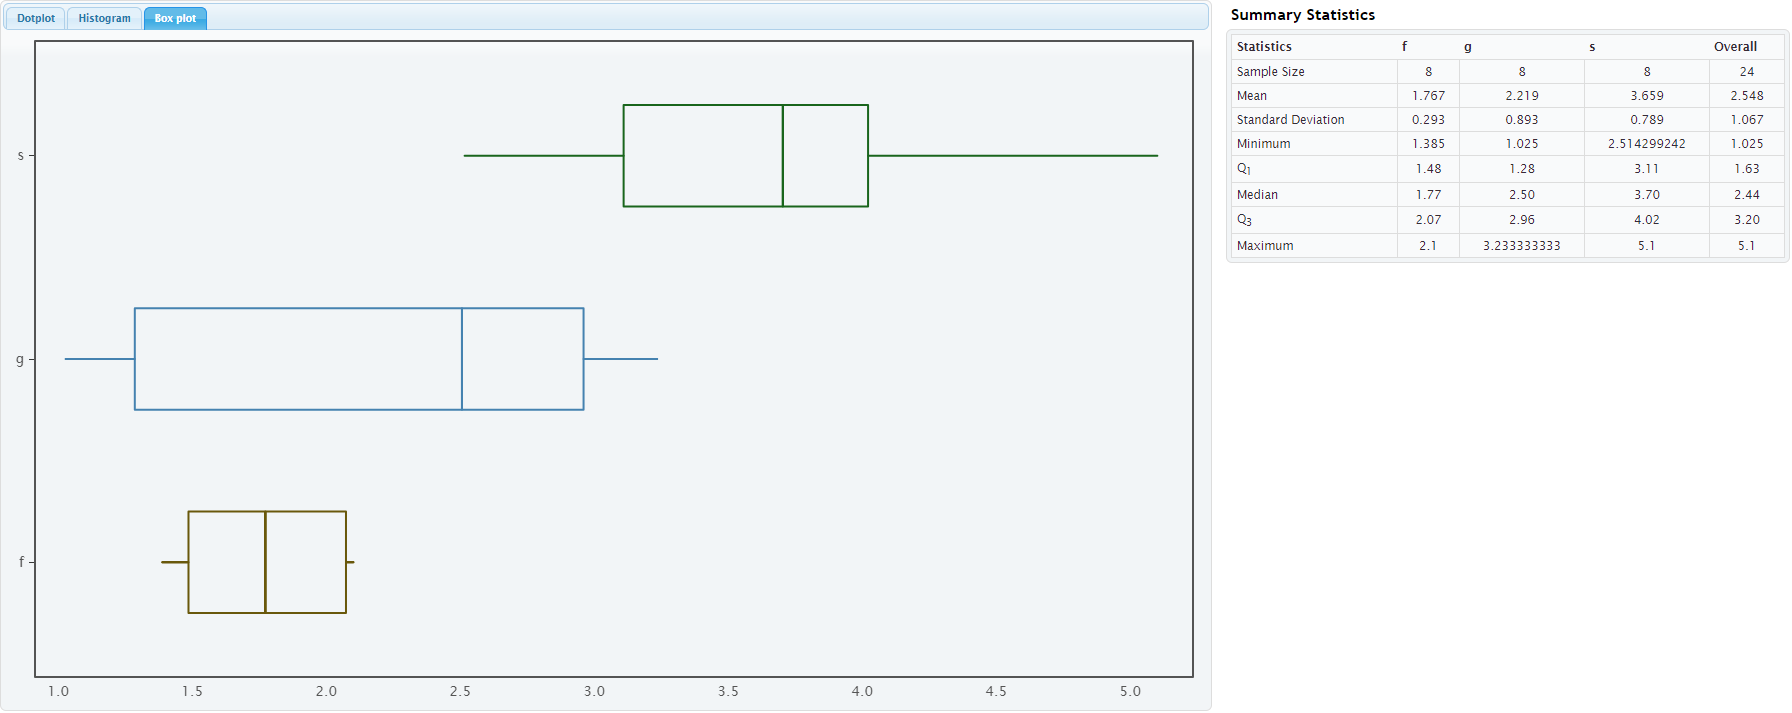 Dotplot Histogram Box plot
s
g
f
1.0 1.5 2.0 2.5 3.0 3.5 4.0 4.5 5.0
Summary Statistics
Statistics f g s Overall
Sample Size 8 8 8 24
Mean 1.767 2.219 3.659 2.548
Standard Deviation 0.293 0.893 0.789 1.067
Minimum 1.385 1.025 2.514299242 1.025
Q1 1.48 1.28 3.11 1.63
Median 1.77 2.50 3.70 2.44
Q3 2.07 2.96 4.02 3.20
Maximum 2.1 3.233333333 5.1 5.1